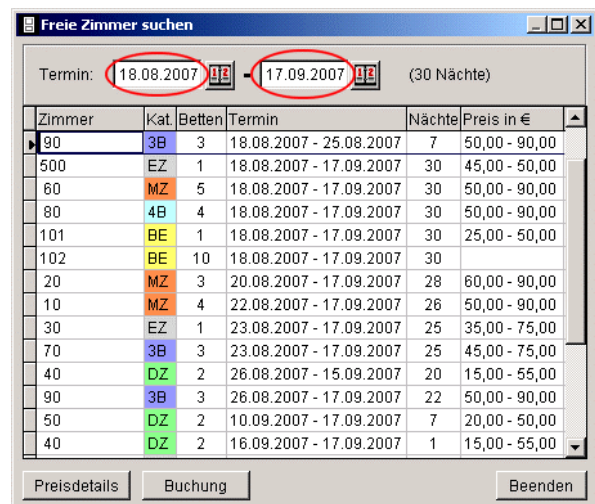 Freie Zimmer suchen
Termin: 18.08.2007 - 17.09.2007 (30 Nächte)
Zimmer Kat. Betten Termin Nächte Preis in €
90 3B 3 18.08.2007 - 25.08.2007 7 50,00 - 90,00
500 EZ 1 18.08.2007 - 17.09.2007 30 45,00 - 50,00
60 MZ 5 18.08.2007 - 17.09.2007 30 50,00 - 90,00
80 4B 4 18.08.2007 - 17.09.2007 30 50,00 - 90,00
101 BE 1 18.08.2007 - 17.09.2007 30 25,00 - 50,00
102 BE 10 18.08.2007 - 17.09.2007 30
20 MZ 3 20.08.2007 - 17.09.2007 28 60,00 - 90,00
10 MZ 4 22.08.2007 - 17.09.2007 26 50,00 - 90,00
30 EZ 1 23.08.2007 - 17.09.2007 25 35,00 - 75,00
70 3B 3 23.08.2007 - 17.09.2007 25 45,00 - 75,00
40 DZ 2 26.08.2007 - 15.09.2007 20 15,00 - 55,00
90 3B 3 26.08.2007 - 17.09.2007 22 50,00 - 90,00
50 DZ 2 10.09.2007 - 17.09.2007 7 20,00 - 50,00
40 DZ 2 16.09.2007 - 17.09.2007 1 15,00 - 55,00
Preisdetails Buchung Beenden